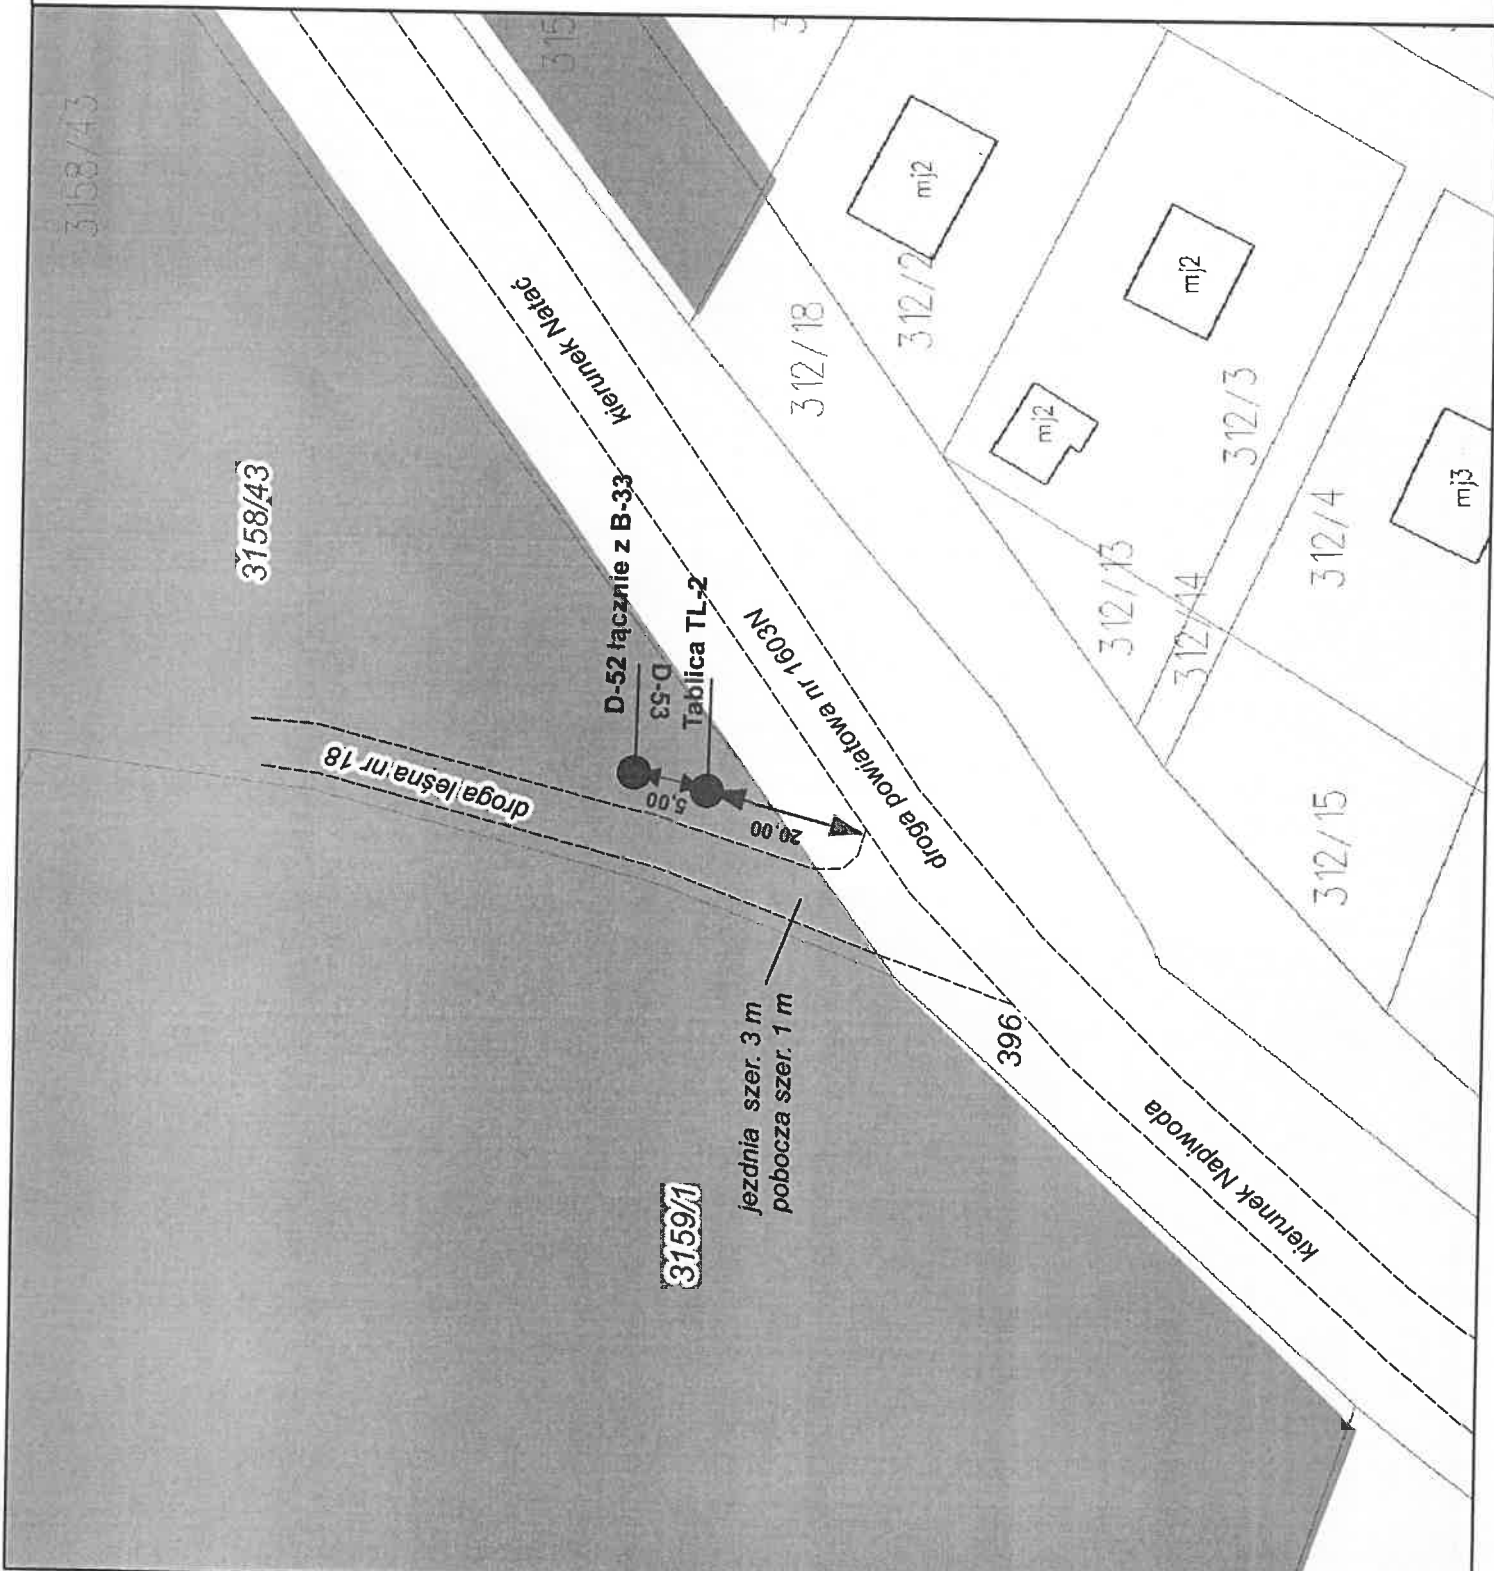 3158/43
315
3158/43
kierunek Natać
D-52 łącznie z B-33
D-53
Tablica TL-2
5,00
20,00
droga leśna nr 18
droga powiatowa nr 1603N
jezdnia szer. 3 m
pobocza szer. 1 m
3159/1
396
kierunek Napiwoda
mj2
312/2
312/18
mj2
mj2
312/3
mj3
312/4
312/13
312/14
312/15